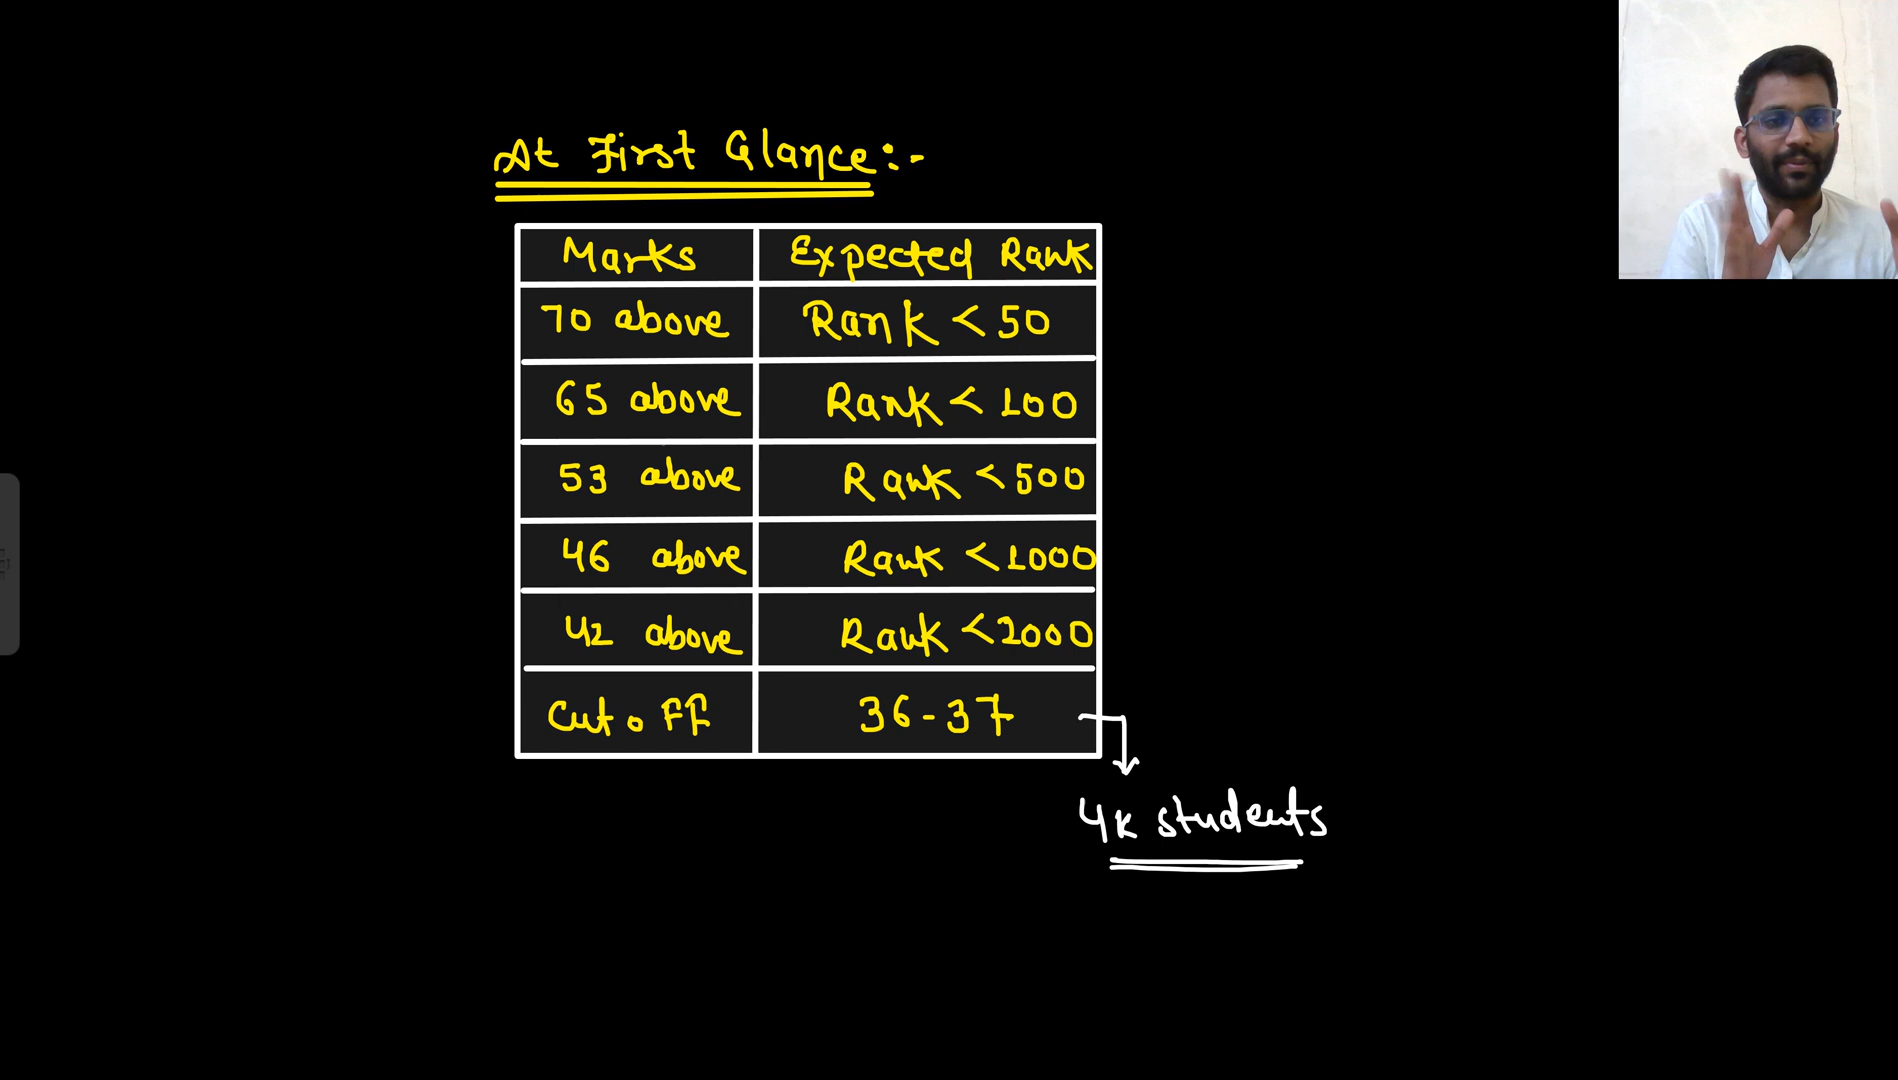 At First Glance:-
Marks Expected Rank
70 above Rank < 50
65 above Rank < 100
53 above Rank < 500
46 above Rank < 1000
42 above Rank < 2000
Cut off 36-37
4k students